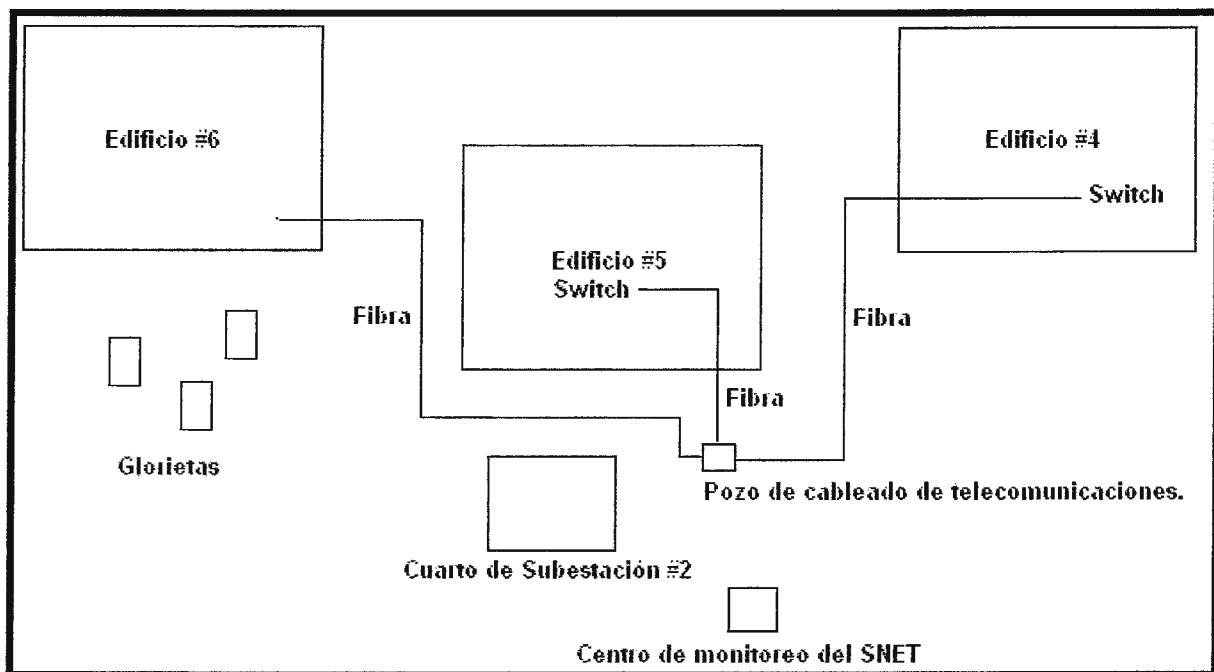 Edificio #6
Edificio #4
Switch
Edificio #5
Switch
Fibra
Fibra
Fibra
Glorietas
Pozo de cableado de telecomunicaciones.
Cuarto de Subestación #2
Centro de monitoreo del SNET